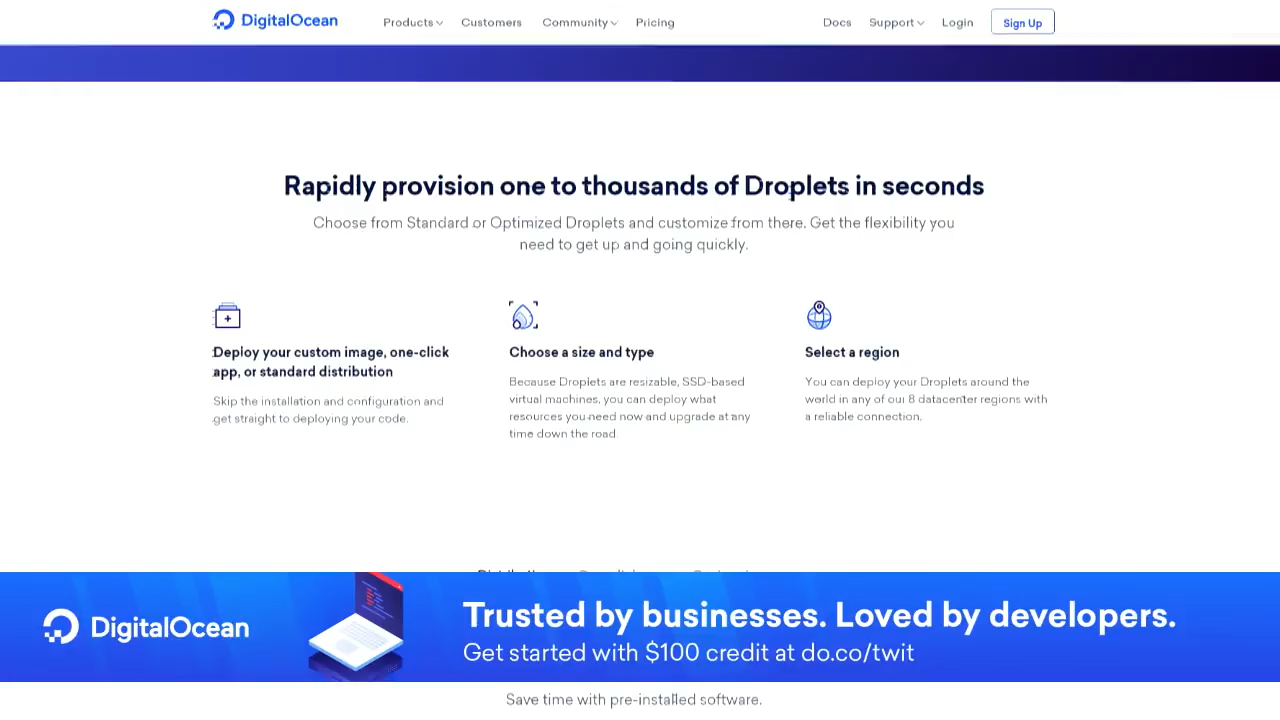 DigitalOcean Products Customers Community Pricing Docs Support Login Sign Up
Rapidly provision one to thousands of Droplets in seconds
Choose from Standard or Optimized Droplets and customize from there. Get the flexibility you
need to get up and going quickly.
Deploy your custom image, one-click
app, or standard distribution
Skip the installation and configuration and
get straight to deploying your code.
Choose a size and type
Because Droplets are resizable, SSD-based
virtual machines, you can deploy what
resources you need now and upgrade at any
time down the road.
Select a region
You can deploy your Droplets around the
world in any of our 8 datacenter regions with
a reliable connection.
DigitalOcean
Trusted by businesses. Loved by developers.
Get started with $100 credit at do.co/twit
Save time with pre-installed software.